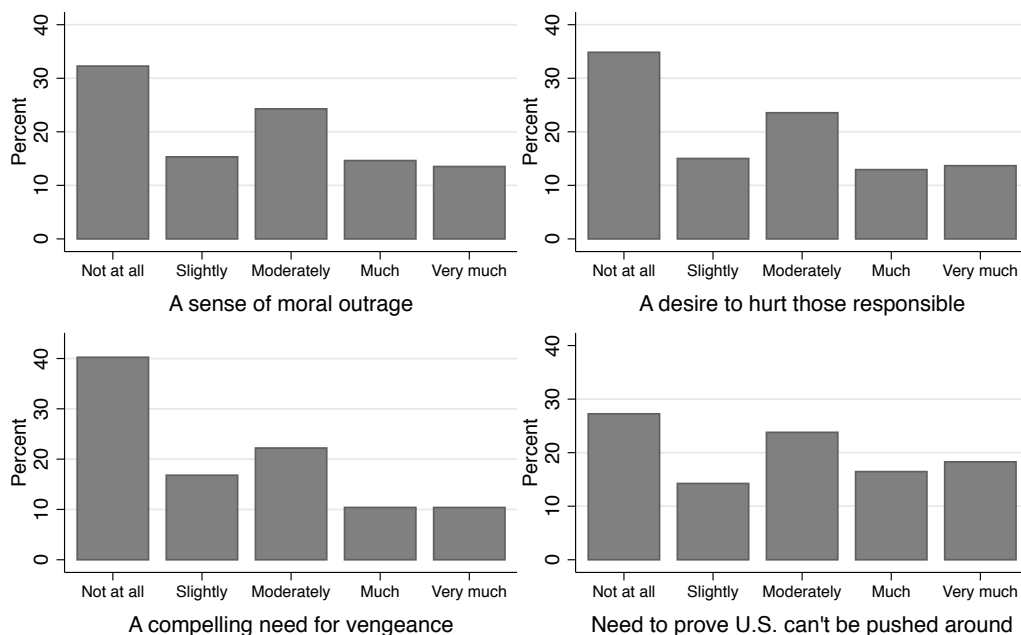 40
30
20
10
0
Percent
Not at all Slightly Moderately Much Very much
A sense of moral outrage
40
30
20
10
0
Percent
Not at all Slightly Moderately Much Very much
A desire to hurt those responsible
40
30
20
10
0
Percent
Not at all Slightly Moderately Much Very much
A compelling need for vengeance
40
30
20
10
0
Percent
Not at all Slightly Moderately Much Very much
Need to prove U.S. can't be pushed around